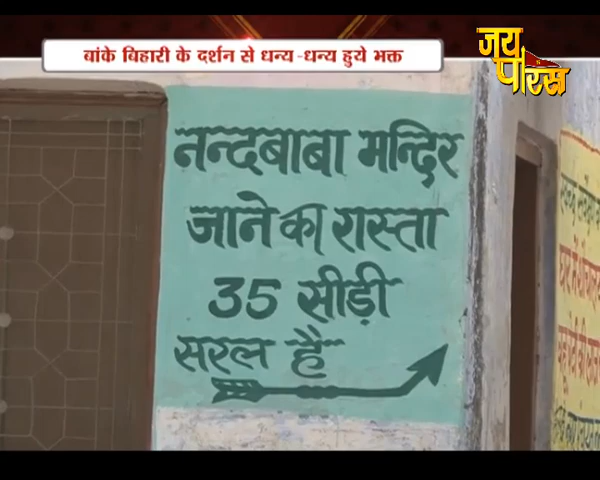 बांके बिहारी के दर्शन से धन्य-धन्य हुये भक्त
जय
पारस
नन्दबाबा मन्दिर
जाने का रास्ता
35 सीड़ी
सरल है